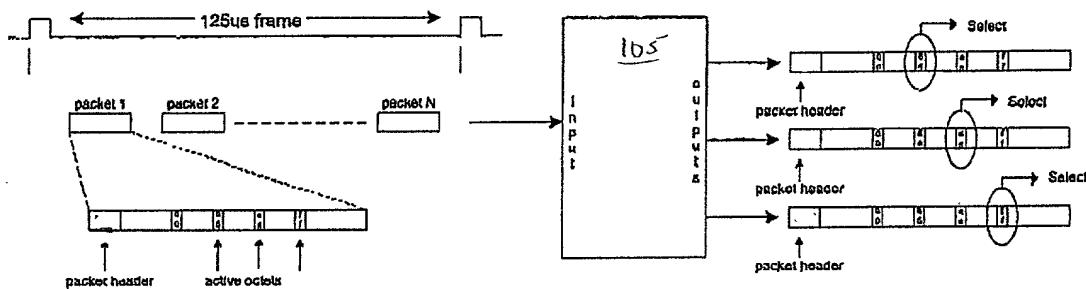 125us frame
packet 1
packet 2
packet N
packet header
active octets
Input
105
outputs
Select
packet header
Select
packet header
Select
packet header